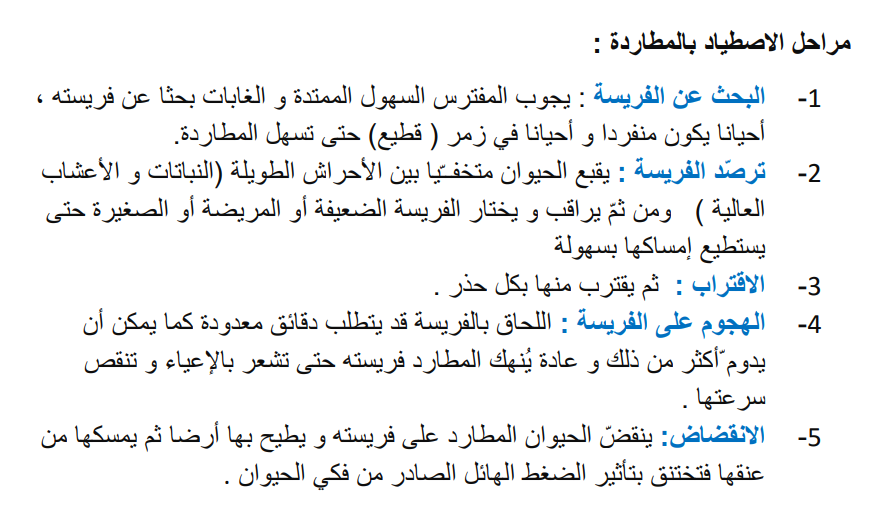 مراحل الاصطياد بالمطاردة :
1- البحث عن الفريسة : يجوب المفترس السهول الممتدة و الغابات بحثا عن فريسته ،
أحيانا يكون منفردا و أحيانا في زمر ( قطيع) حتى تسهل المطاردة.
2- ترصّد الفريسة : يقبع الحيوان متخفـّيا بين الأحراش الطويلة (النباتات و الأعشاب
العالية ) ومن ثمّ يراقب و يختار الفريسة الضعيفة أو المريضة أو الصغيرة حتى
يستطيع إمساكها بسهولة
3- الاقتراب : ثم يقترب منها بكل حذر .
4- الهجوم على الفريسة : اللحاق بالفريسة قد يتطلب دقائق معدودة كما يمكن أن
يدوم ّأكثر من ذلك و عادة يُنهك المطارد فريسته حتى تشعر بالإعياء و تنقص
سرعتها .
5- الانقضاض: ينقضّ الحيوان المطارد على فريسته و يطيح بها أرضا ثم يمسكها من
عنقها فتختنق بتأثير الضغط الهائل الصادر من فكي الحيوان .